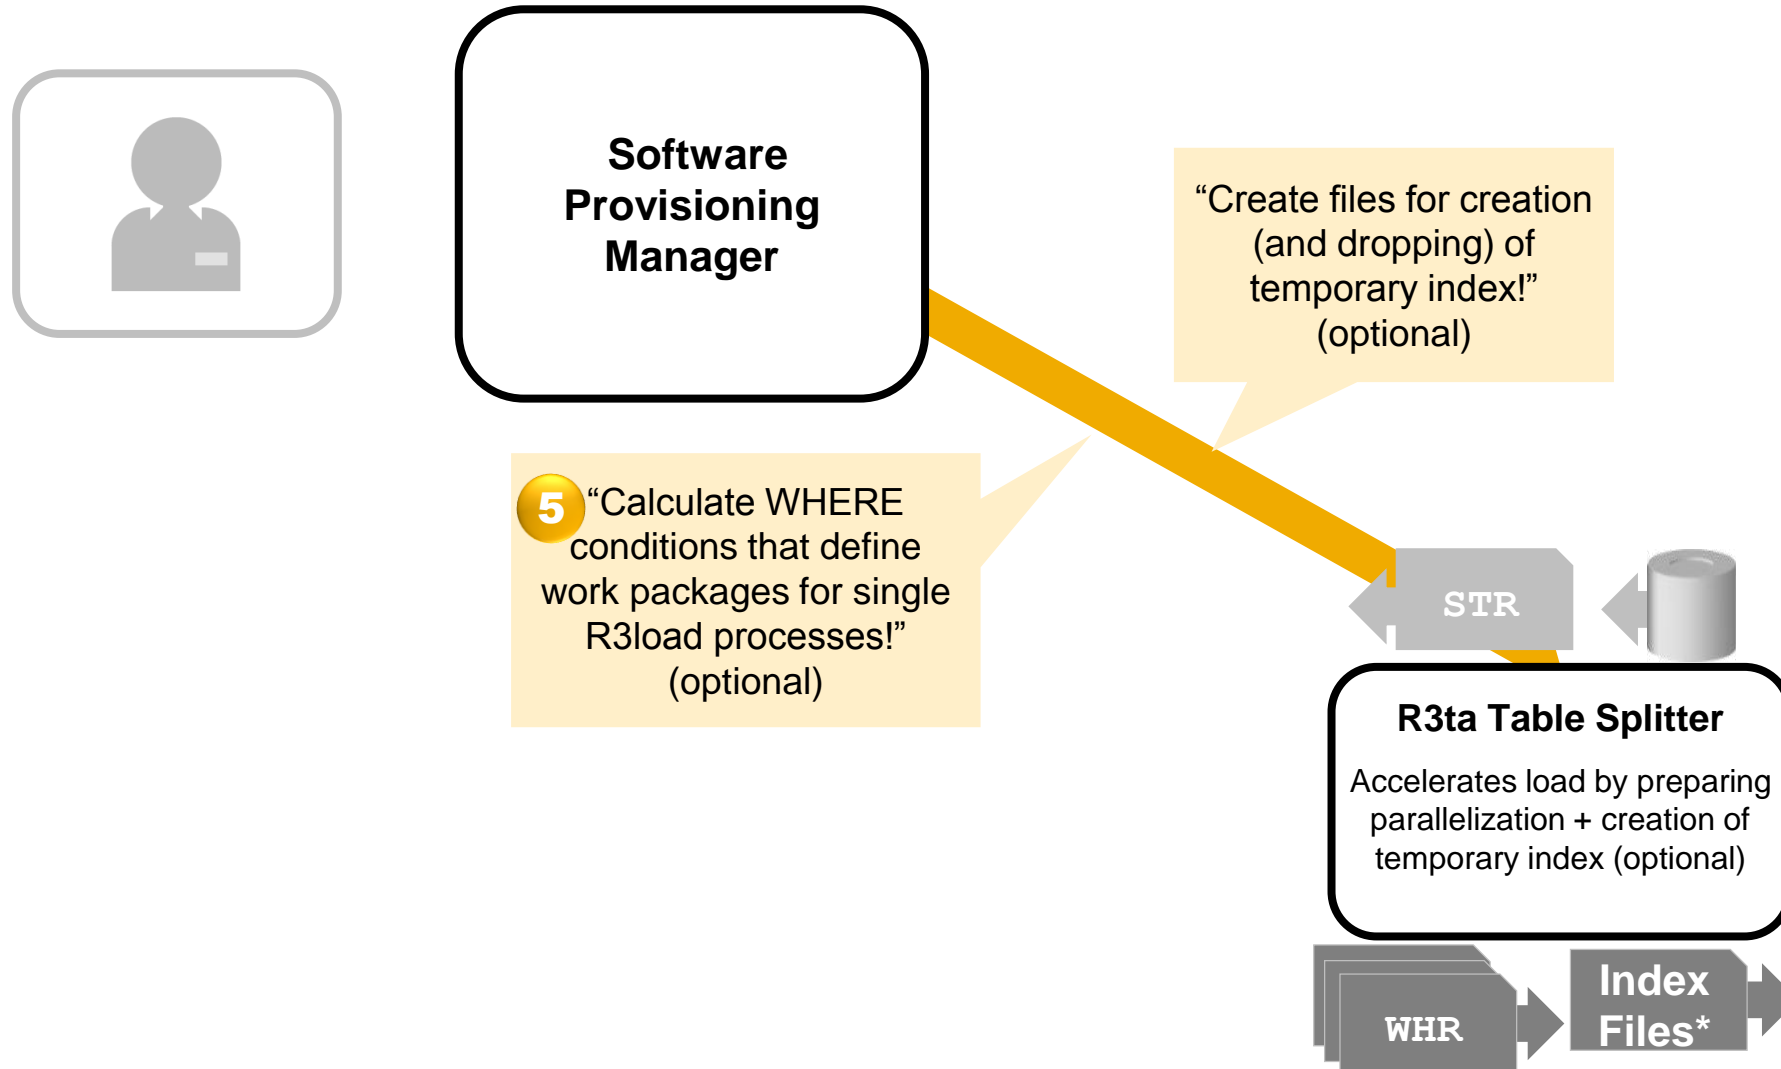 Software
Provisioning
Manager
“Create files for creation
(and dropping) of
temporary index!”
(optional)
5
“Calculate WHERE
conditions that define
work packages for single
R3load processes!”
(optional)
STR
R3ta Table Splitter
Accelerates load by preparing
parallelization + creation of
temporary index (optional)
WHR
Index
Files*